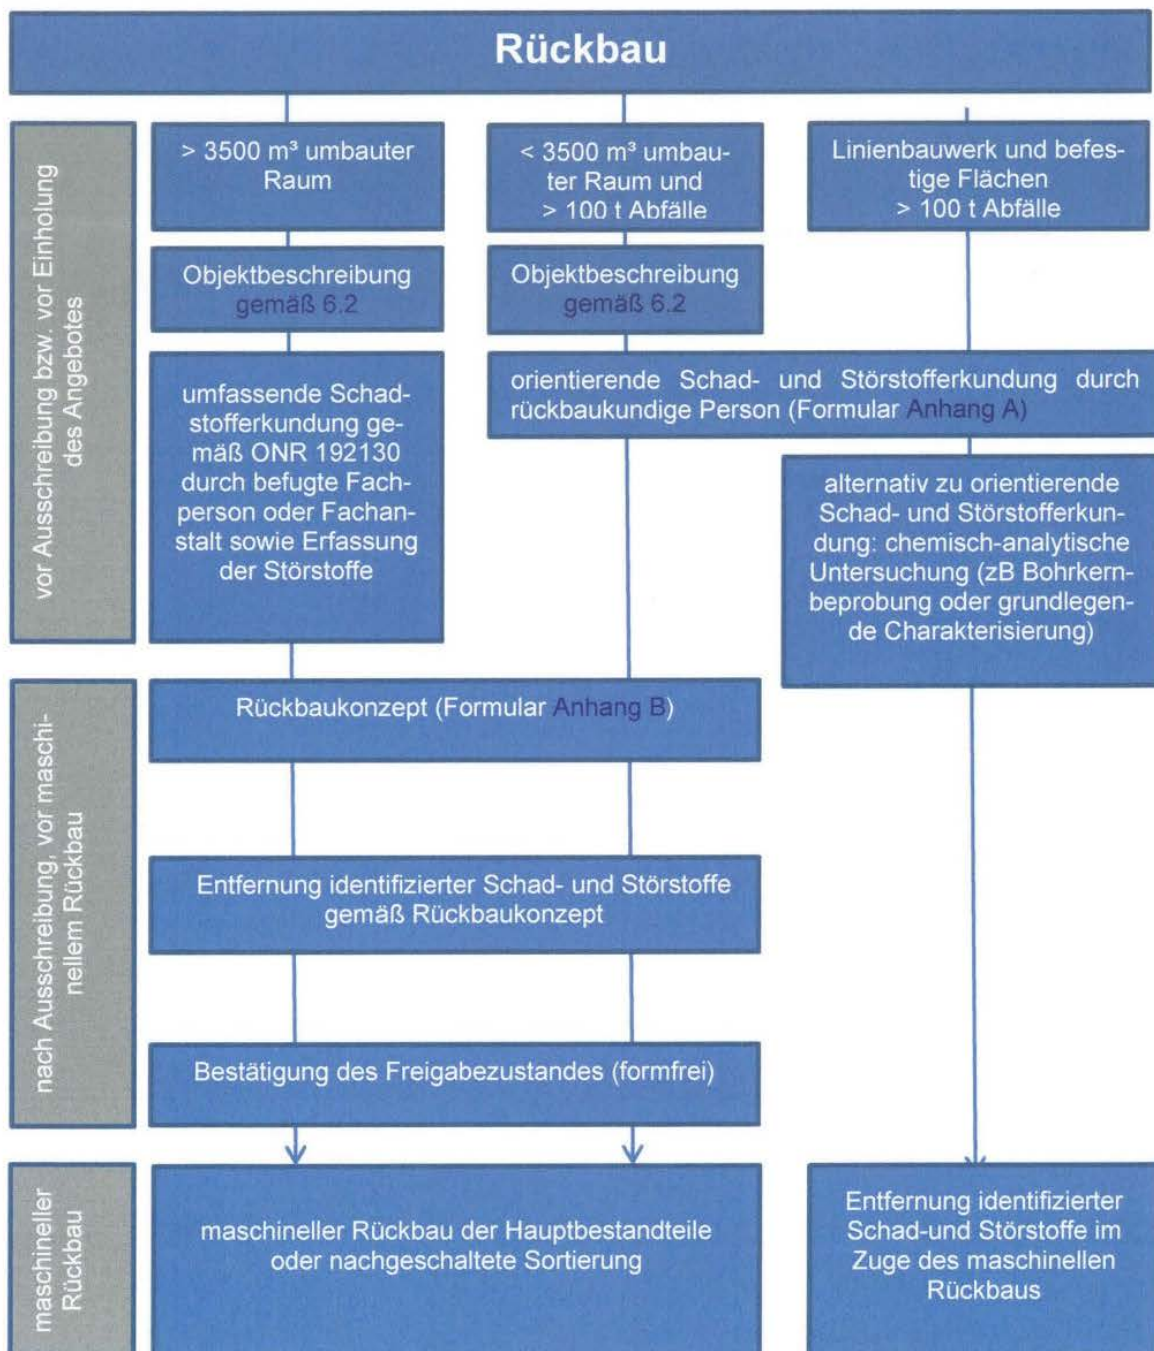 Rückbau
vor Ausschreibung bzw. vor Einholung
des Angebotes
> 3500 m³ umbauter
Raum
< 3500 m³ umbau-
ter Raum und
> 100 t Abfälle
Linienbauwerk und befes-
tige Flächen
> 100 t Abfälle
Objektbeschreibung
gemäß 6.2
Objektbeschreibung
gemäß 6.2
umfassende Schad-
stofferkundung ge-
mäß ONR 192130
durch befugte Fach-
person oder Fachan-
stalt sowie Erfassung
der Störstoffe
orientierende Schad- und Störstofferkundung durch
rückbaukundige Person (Formular Anhang A)
alternativ zu orientierende
Schad- und Störstofferkun-
dung: chemisch-analytische
Untersuchung (zB Bohrkern-
beprobung oder grundlegen-
de Charakterisierung)
nach Ausschreibung, vor maschi-
nellem Rückbau
Rückbaukonzept (Formular Anhang B)
Entfernung identifizierter Schad- und Störstoffe
gemäß Rückbaukonzept
Bestätigung des Freigabezustandes (formfrei)
maschineller
Rückbau
maschineller Rückbau der Hauptbestandteile
oder nachgeschaltete Sortierung
Entfernung identifizierter
Schad-und Störstoffe im
Zuge des maschinellen
Rückbaus